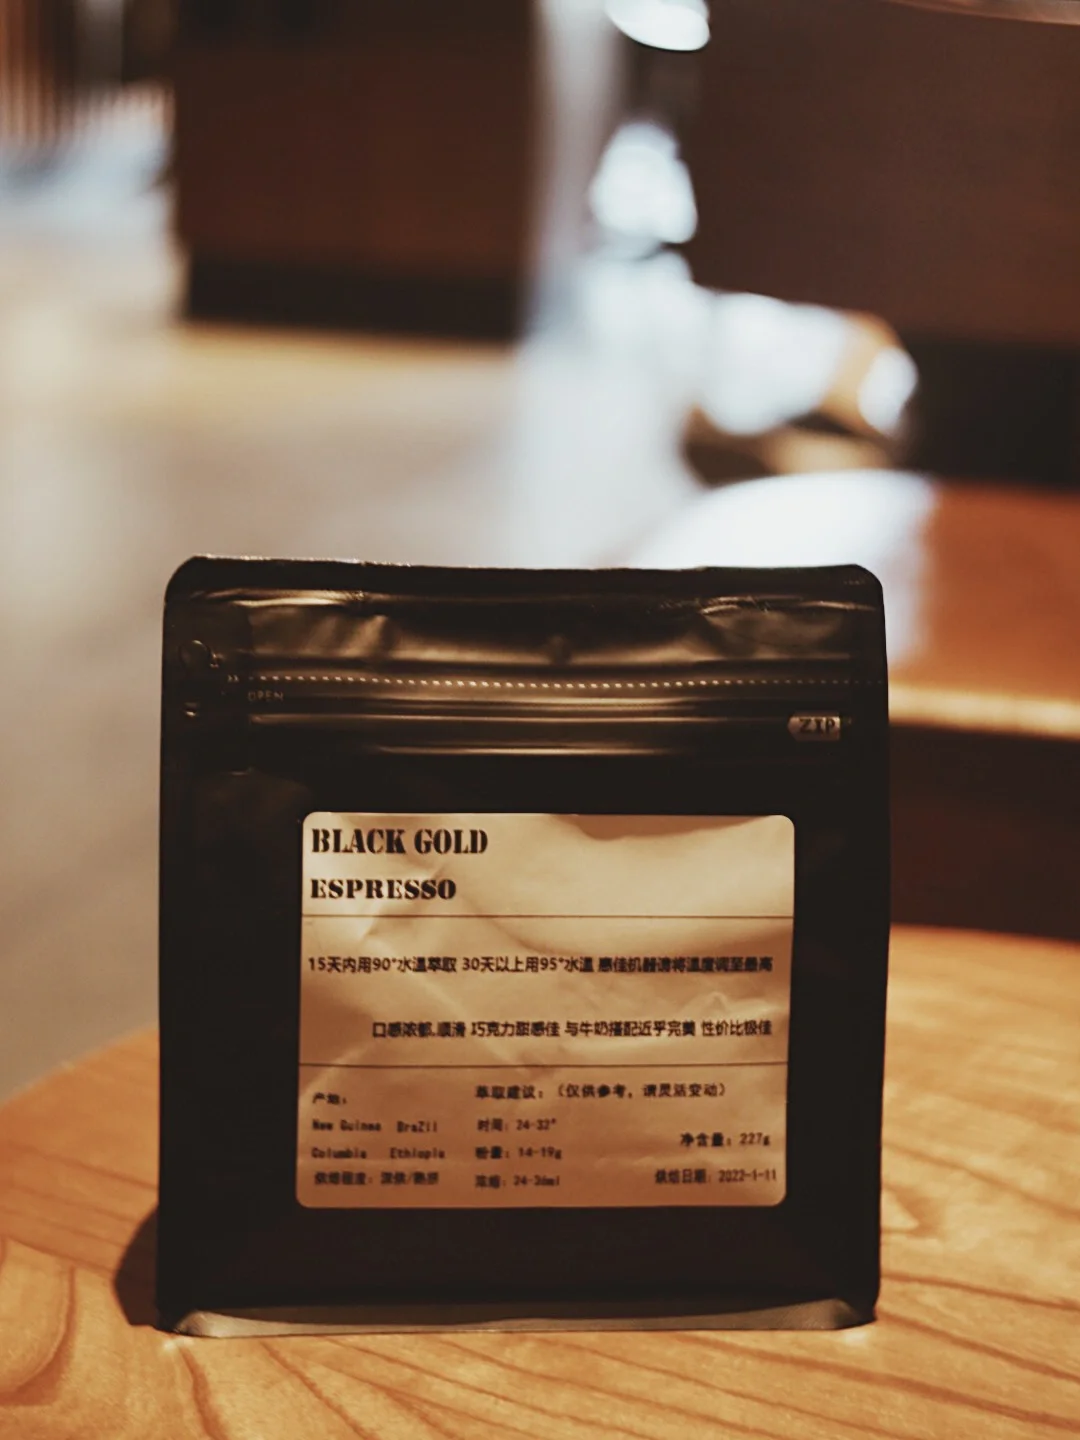 OPEN
ZIP
BLACK GOLD
ESPRESSO
15天内用90°水温萃取 30天以上用95°水温 惠佳机器请将温度调至最高
口感浓郁,顺滑 巧克力甜感佳 与牛奶搭配近乎完美 性价比极佳
产地:
New Guinea Brazil
Columbia Ethiopia
烘焙程度:深烘/熟拼
萃取建议:(仅供参考,请灵活变动)
时间:24-32"
粉量:14-19g
浓缩:24-36ml
净含量:227g
烘焙日期:2022-1-11